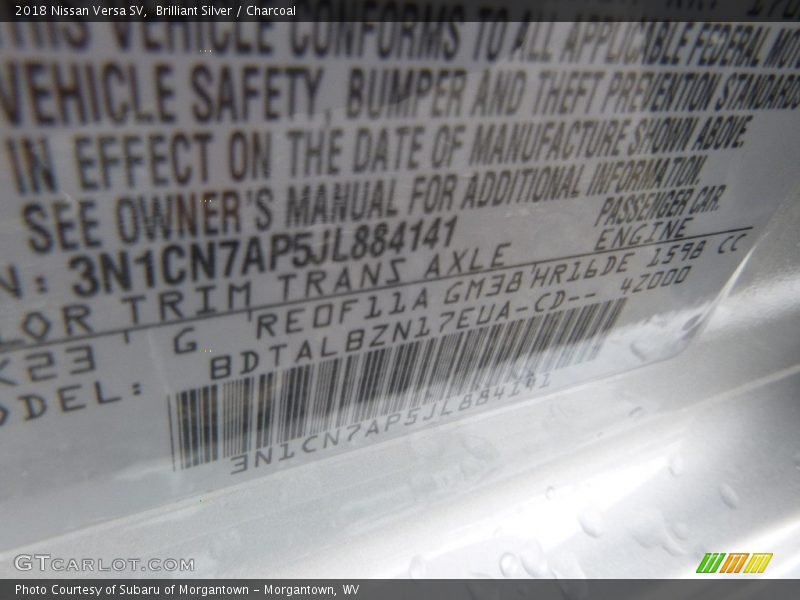 2018 Nissan Versa SV, Brilliant Silver / Charcoal
THIS VEHICLE CONFORMS TO ALL APPLICABLE FEDERAL MOT
VEHICLE SAFETY, BUMPER AND THEFT PREVENTION STANDARDS
IN EFFECT ON THE DATE OF MANUFACTURE SHOWN ABOVE.
SEE OWNER'S MANUAL FOR ADDITIONAL INFORMATION.
N: 3N1CN7AP5JL884141 PASSENGER CAR.
LOR TRIM TRANS AXLE ENGINE
K23 G RE0F11A GM38 HR16DE 1598 CC
ODEL: BDTALBZN17EUA-CD-- 42000
3N1CN7AP5JL884141
GTCARLOT.COM
Photo Courtesy of Subaru of Morgantown - Morgantown, WV